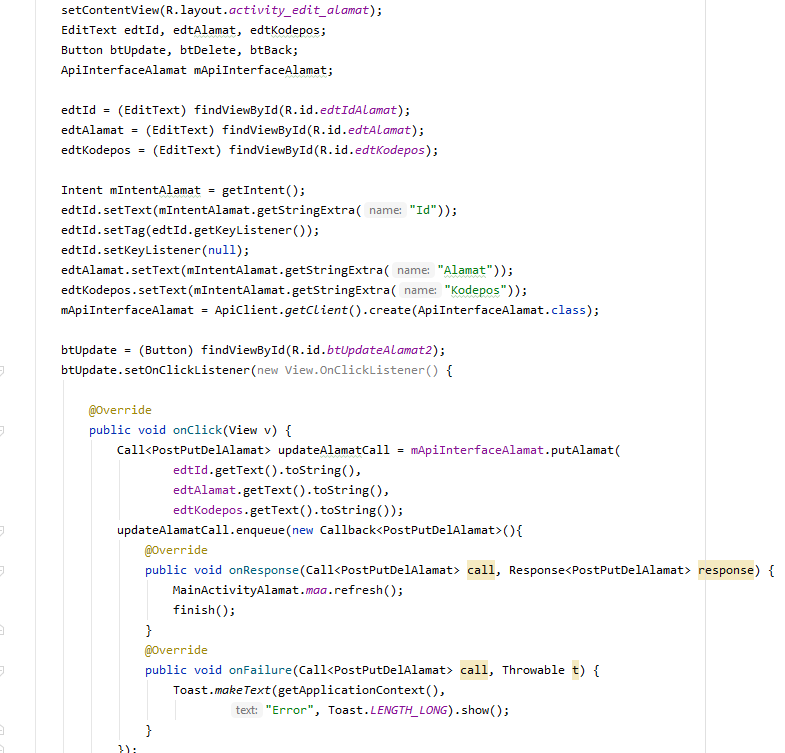 setContentView(R.layout.activity_edit_alamat);
EditText edtId, edtAlamat, edtKodepos;
Button btUpdate, btDelete, btBack;
ApiInterfaceAlamat mApiInterfaceAlamat;
edtId = (EditText) findViewById(R.id.edtIdAlamat);
edtAlamat = (EditText) findViewById(R.id.edtAlamat);
edtKodepos = (EditText) findViewById(R.id.edtKodepos);
Intent mIntentAlamat = getIntent();
edtId.setText(mIntentAlamat.getStringExtra( name: "Id"));
edtId.setTag(edtId.getKeyListener());
edtId.setKeyListener(null);
edtAlamat.setText(mIntentAlamat.getStringExtra( name: "Alamat"));
edtKodepos.setText(mIntentAlamat.getStringExtra( name: "Kodepos"));
mApiInterfaceAlamat = ApiClient.getClient().create(ApiInterfaceAlamat.class);
btUpdate = (Button) findViewById(R.id.btUpdateAlamat2);
btUpdate.setOnClickListener(new View.OnClickListener() {
@Override
public void onClick(View v) {
Call<PostPutDelAlamat> updateAlamatCall = mApiInterfaceAlamat.putAlamat(
edtId.getText().toString(),
edtAlamat.getText().toString(),
edtKodepos.getText().toString());
updateAlamatCall.enqueue(new Callback<PostPutDelAlamat>(){
@Override
public void onResponse(Call<PostPutDelAlamat> call, Response<PostPutDelAlamat> response) {
MainActivityAlamat.maa.refresh();
finish();
}
@Override
public void onFailure(Call<PostPutDelAlamat> call, Throwable t) {
Toast.makeText(getApplicationContext(),
text: "Error", Toast.LENGTH_LONG).show();
}
});